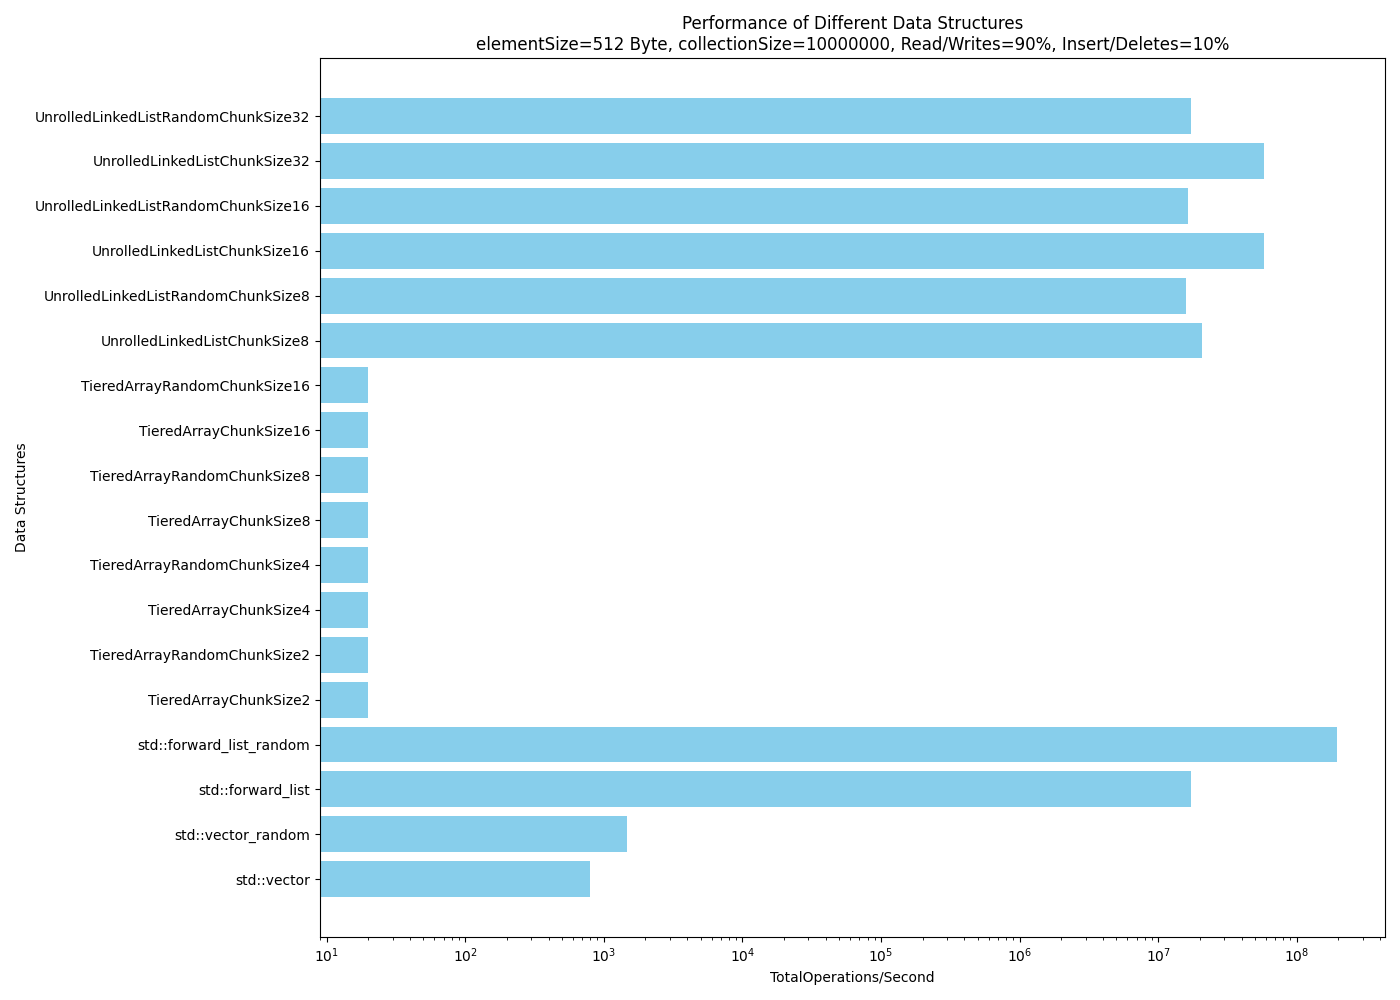 Performance of Different Data Structures
elementSize=512 Byte, collectionSize=10000000, Read/Writes=90%, Insert/Deletes=10%
UnrolledLinkedListRandomChunkSize32
UnrolledLinkedListChunkSize32
UnrolledLinkedListRandomChunkSize16
UnrolledLinkedListChunkSize16
UnrolledLinkedListRandomChunkSize8
UnrolledLinkedListChunkSize8
TieredArrayRandomChunkSize16
TieredArrayChunkSize16
TieredArrayRandomChunkSize8
TieredArrayChunkSize8
TieredArrayRandomChunkSize4
TieredArrayChunkSize4
TieredArrayRandomChunkSize2
TieredArrayChunkSize2
std::forward_list_random
std::forward_list
std::vector_random
std::vector
Data Structures
10¹ 10² 10³ 10⁴ 10⁵ 10⁶ 10⁷ 10⁸
TotalOperations/Second